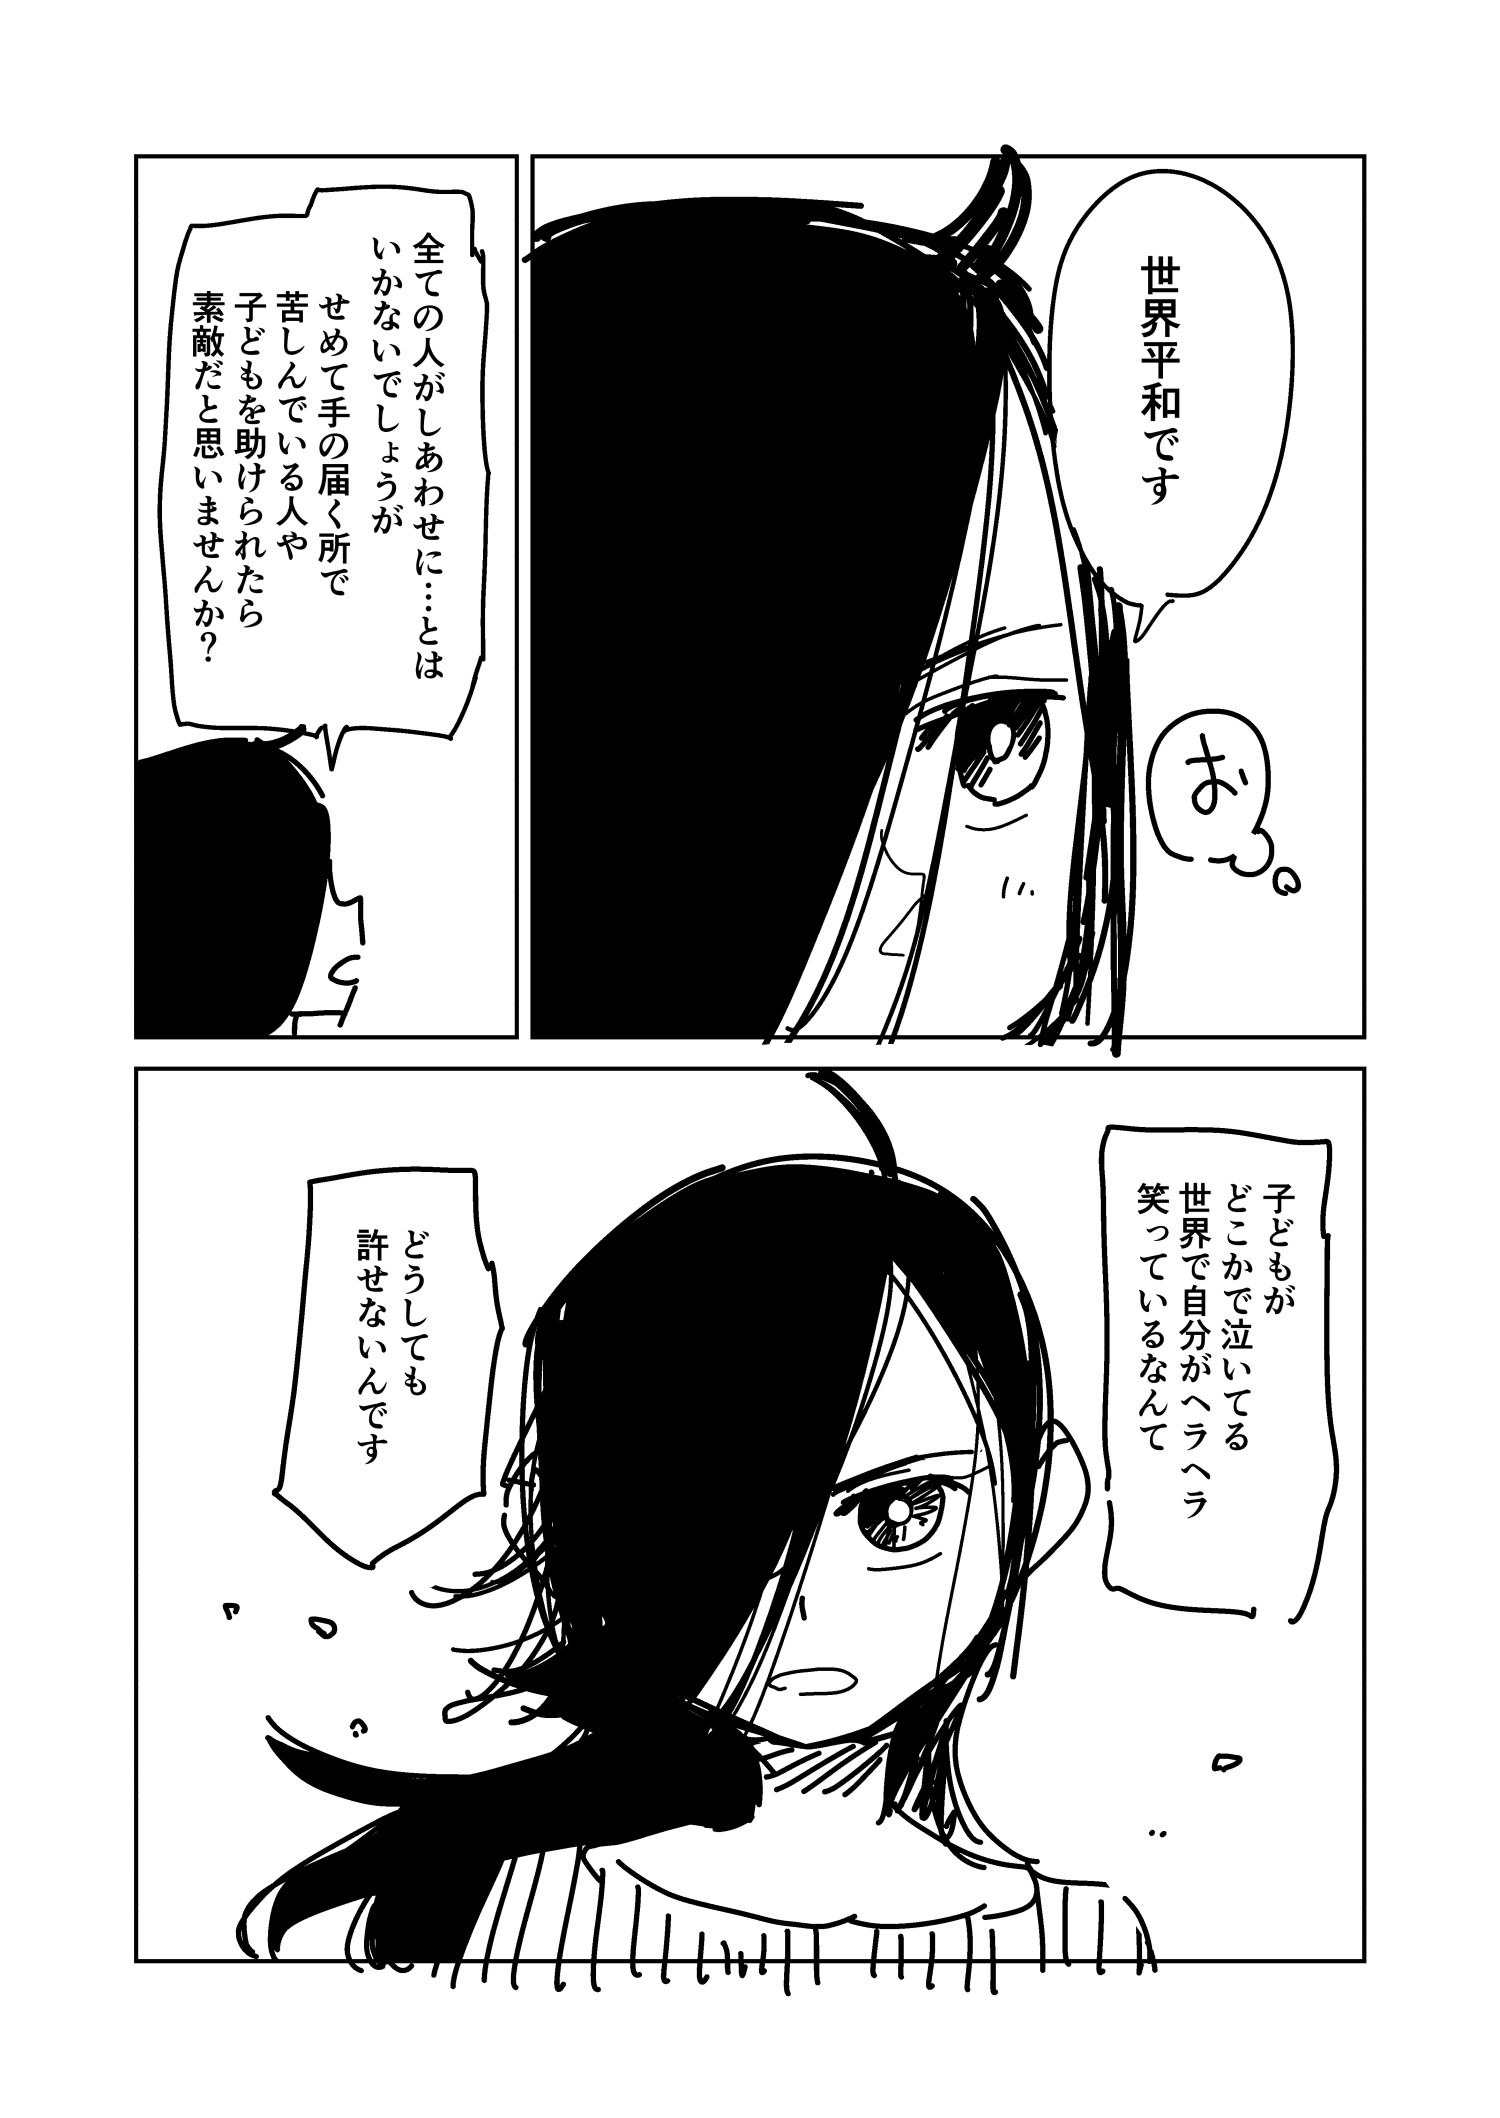 世界平和です
お
全ての人がしあわせに…とは
いかないでしょうが
せめて手の届く所で
苦しんでいる人や
子どもを助けられたら
素敵だと思いませんか?
子どもが
どこかで泣いてる
世界で自分がヘラヘラ
笑っているなんて
どうしても
許せないんです